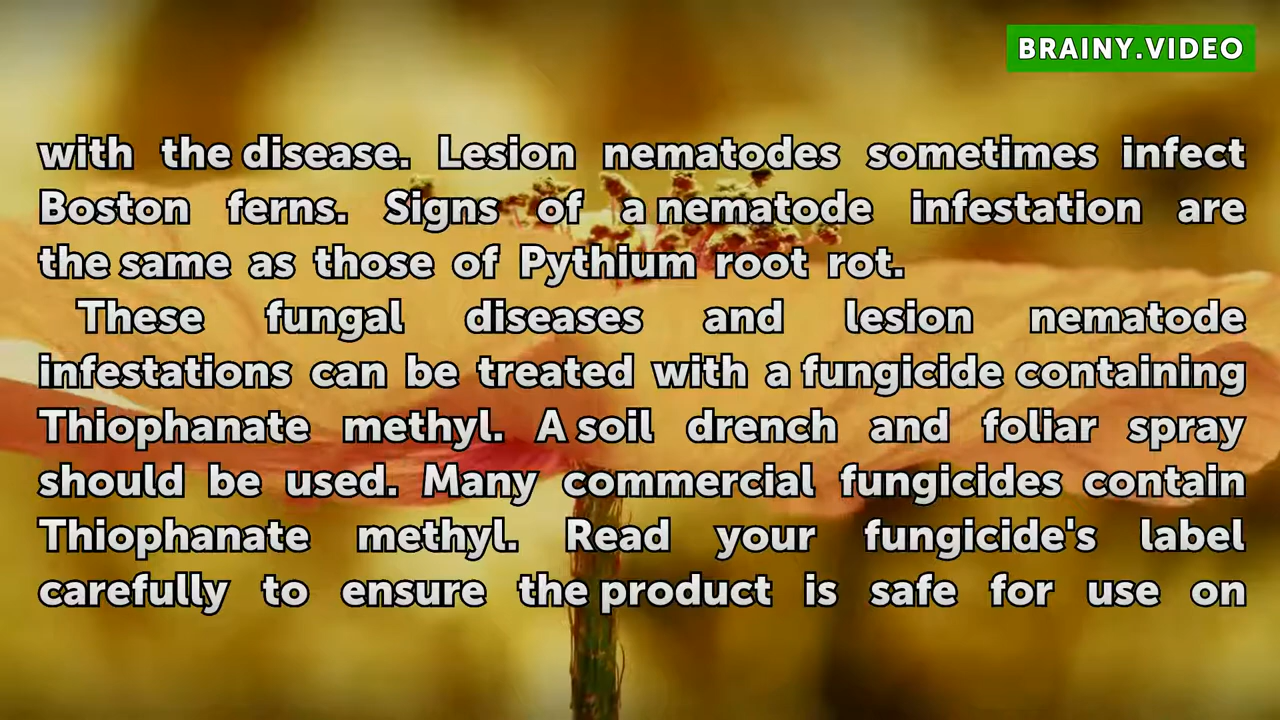 BRAINY.VIDEO
with the disease. Lesion nematodes sometimes infect
Boston ferns. Signs of a nematode infestation are
the same as those of Pythium root rot.
These fungal diseases and lesion nematode
infestations can be treated with a fungicide containing
Thiophanate methyl. A soil drench and foliar spray
should be used. Many commercial fungicides contain
Thiophanate methyl. Read your fungicide's label
carefully to ensure the product is safe for use on